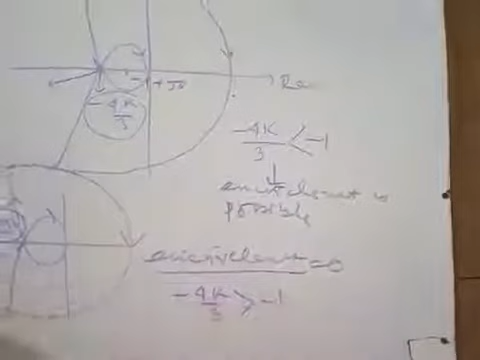 Re
-4K/3
-4K/3 < -1
encirclement is
possible
encirclement = 0
-4K/3 > -1